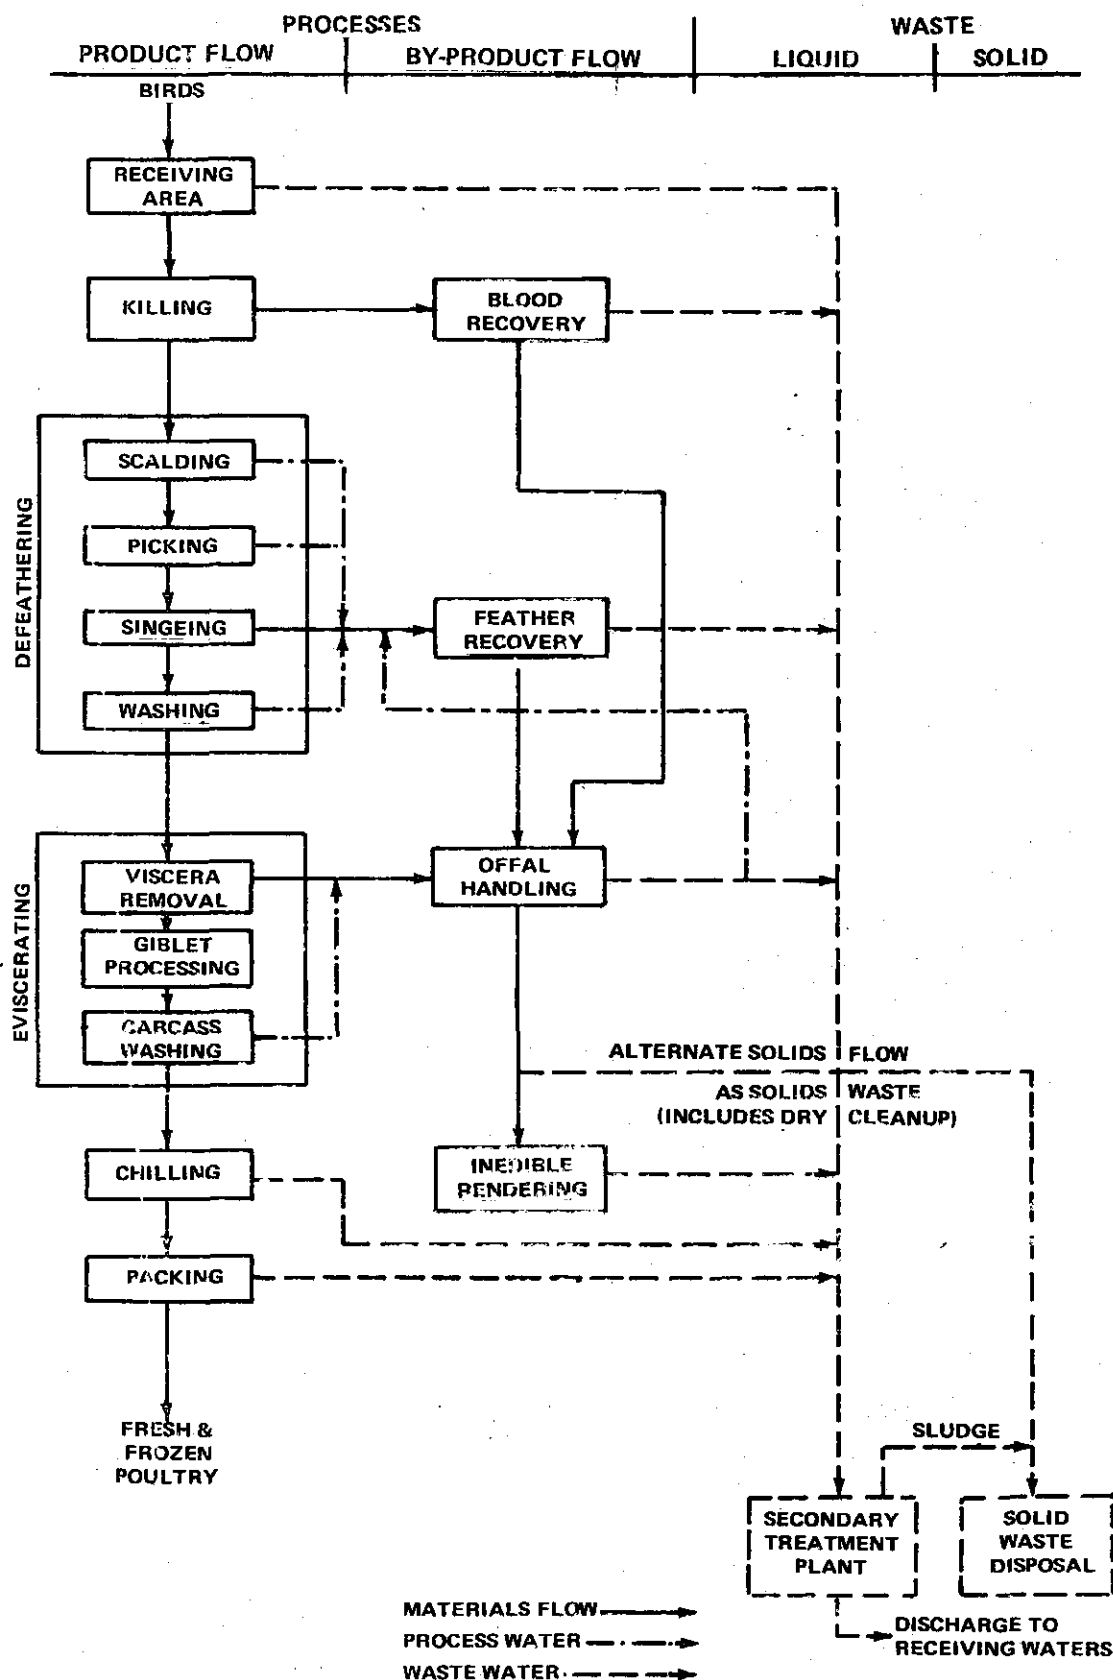 PROCESSES
WASTE
PRODUCT FLOW
BY-PRODUCT FLOW
LIQUID
SOLID
BIRDS
RECEIVING
AREA
KILLING
BLOOD
RECOVERY
DEFEATHERING
SCALDING
PICKING
SINGEING
WASHING
FEATHER
RECOVERY
EVISCERATING
VISCERA
REMOVAL
GIBLET
PROCESSING
CARCASS
WASHING
OFFAL
HANDLING
ALTERNATE SOLIDS FLOW
AS SOLIDS WASTE
(INCLUDES DRY CLEANUP)
CHILLING
INEDIBLE
RENDERING
PACKING
FRESH &
FROZEN
POULTRY
SLUDGE
SECONDARY
TREATMENT
PLANT
SOLID
WASTE
DISPOSAL
MATERIALS FLOW
PROCESS WATER
WASTE WATER
DISCHARGE TO
RECEIVING WATERS